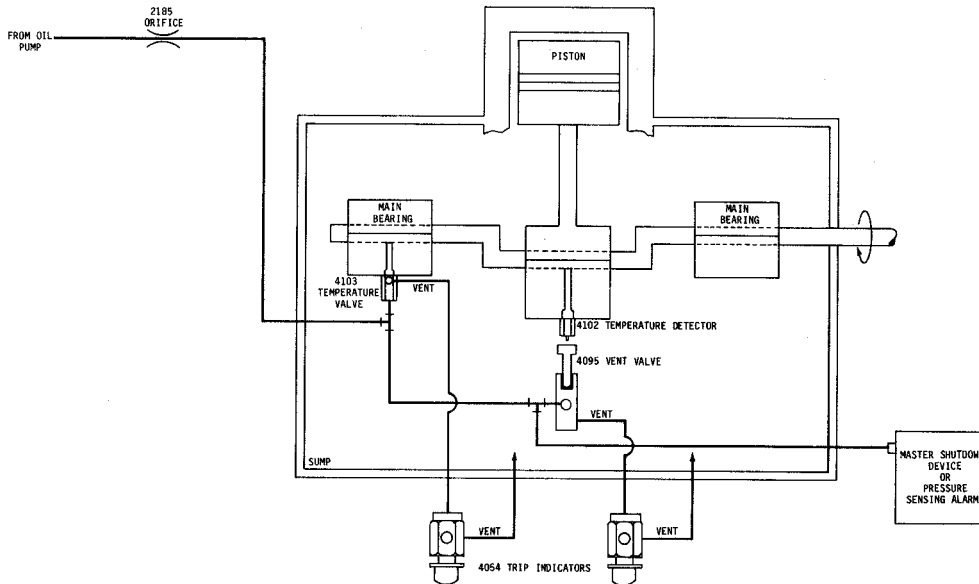 2185
ORIFICE
FROM OIL
PUMP
PISTON
MAIN
BEARING
MAIN
BEARING
4103
TEMPERATURE
VALVE
VENT
4102 TEMPERATURE DETECTOR
4095 VENT VALVE
VENT
SUMP
MASTER SHUTDOW
DEVICE
OR
PRESSURE
SENSING ALARM
VENT
VENT
4054 TRIP INDICATORS